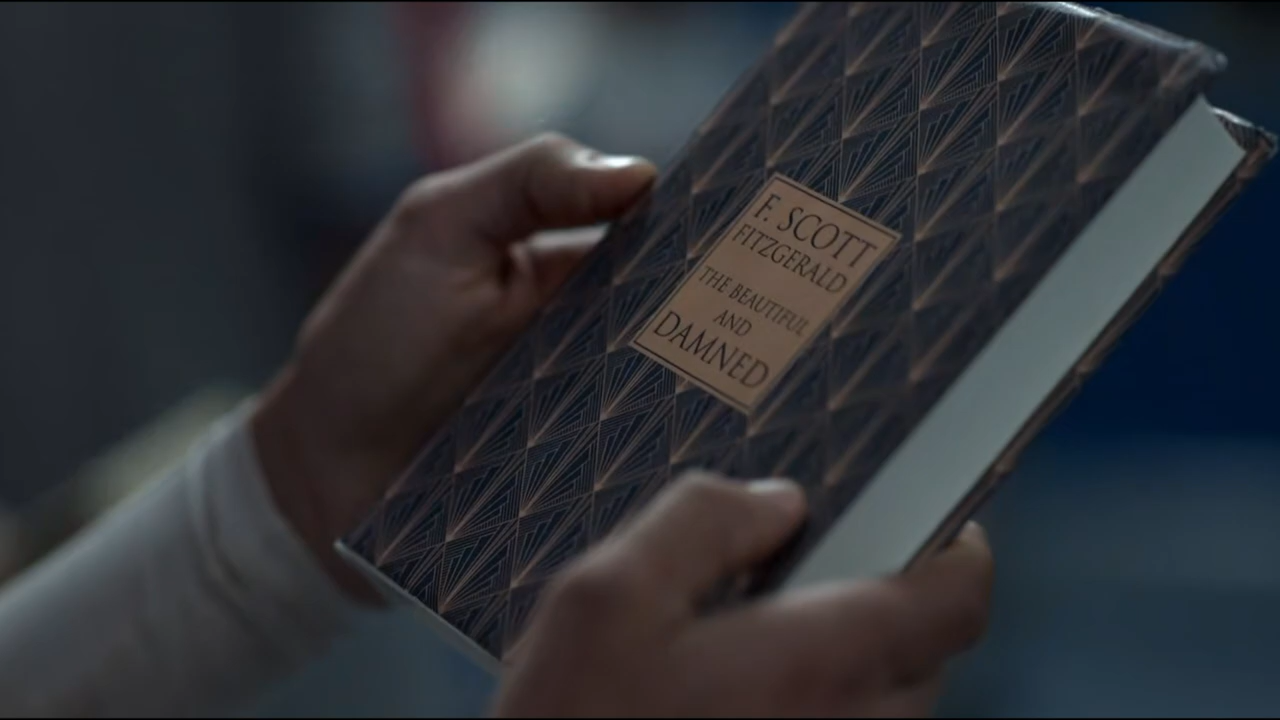 F. SCOTT
FITZGERALD
THE BEAUTIFUL
AND
DAMNED